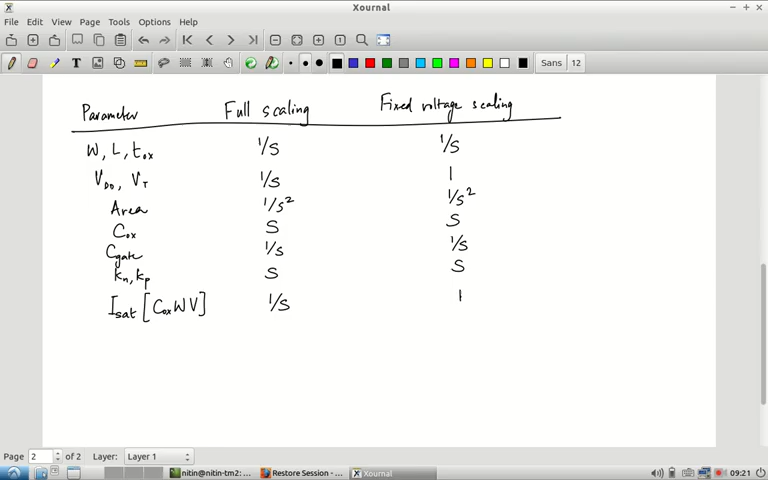 Xournal
File Edit View Page Tools Options Help
Sans 12
Parameter Full scaling Fixed voltage scaling
W, L, tox 1/S 1/S
VDD, VT 1/S 1
Area 1/S² 1/S²
Cox S S
Cgate 1/S 1/S
kn, kp S S
Isat [CoxWV] 1/S 1
Page 2 of 2 Layer: Layer 1
nitin@nitin-tm2: ... Restore Session - ... Xournal 09:21